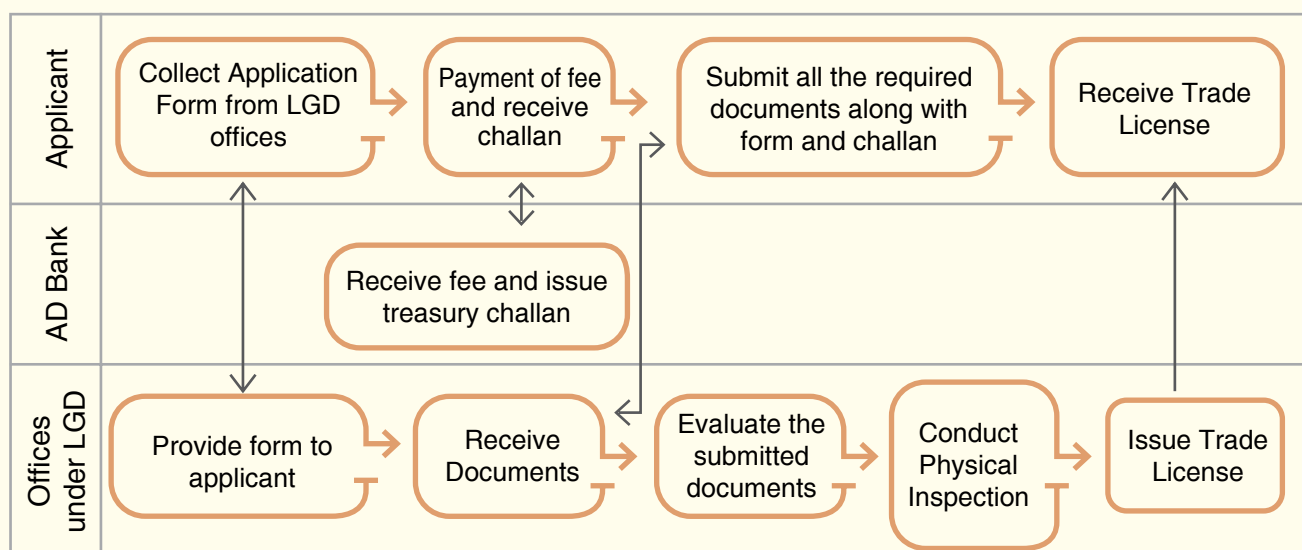 Applicant
Collect Application
Form from LGD
offices
Payment of fee
and receive
challan
Submit all the required
documents along with
form and challan
Receive Trade
License
AD Bank
Receive fee and issue
treasury challan
Offices
under LGD
Provide form to
applicant
Receive
Documents
Evaluate the
submitted
documents
Conduct
Physical
Inspection
Issue Trade
License